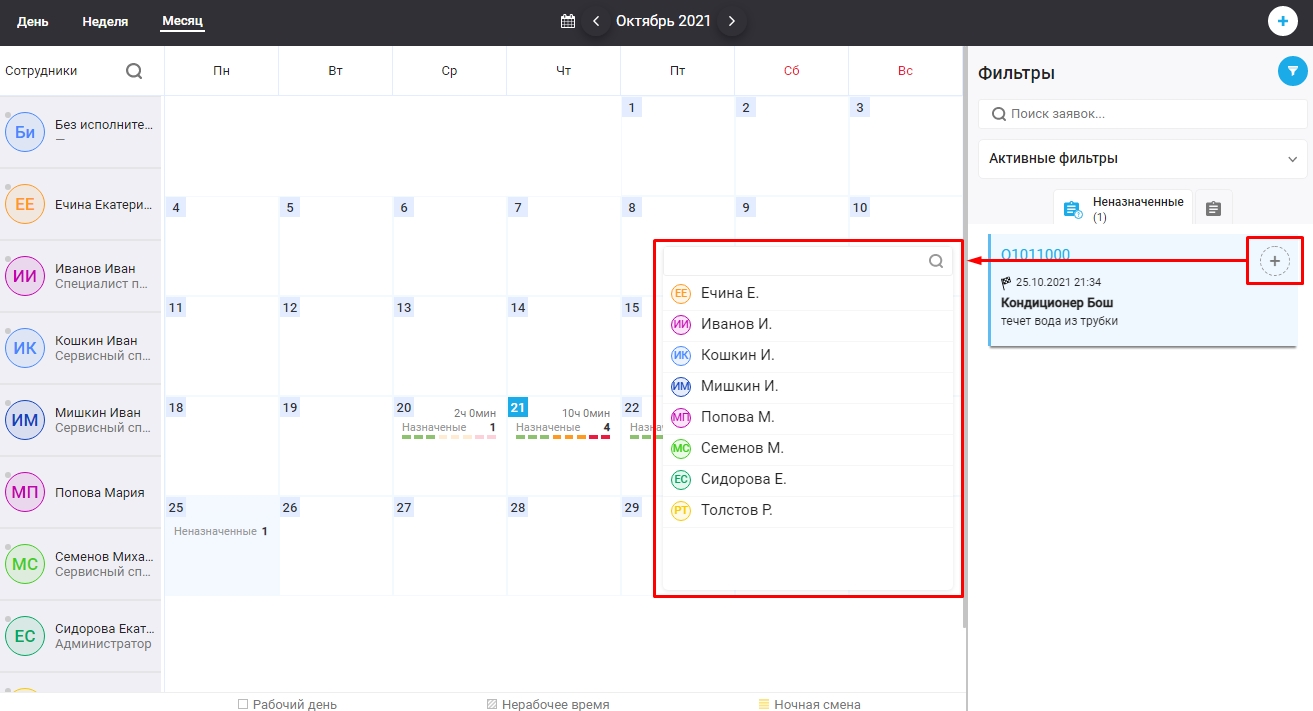 День Неделя Месяц Октябрь 2021
Сотрудники Пн Вт Ср Чт Пт Сб Вс
Би Без исполните...
—
ЕЕ Ечина Екатери...
ИИ Иванов Иван
Специалист п...
ИК Кошкин Иван
Сервисный сп...
ИМ Мишкин Иван
Сервисный сп...
МП Попова Мария
МС Семенов Миха...
Сервисный сп...
ЕС Сидорова Екат...
Администратор
1 2 3
4 5 6 7 8 9 10
11 12 13 14 15
18 19 20 21 22
2ч 0мин 10ч 0мин
Назначеные 1 Назначеные 4 Назна
25 26 27 28 29
Неназначенные 1
ЕЕ Ечина Е.
ИИ Иванов И.
ИК Кошкин И.
ИМ Мишкин И.
МП Попова М.
МС Семенов М.
ЕС Сидорова Е.
РТ Толстов Р.
Фильтры
Поиск заявок...
Активные фильтры
Неназначенные
(1)
O1011000
25.10.2021 21:34
Кондиционер Бош
течет вода из трубки
Рабочий день Нерабочее время Ночная смена